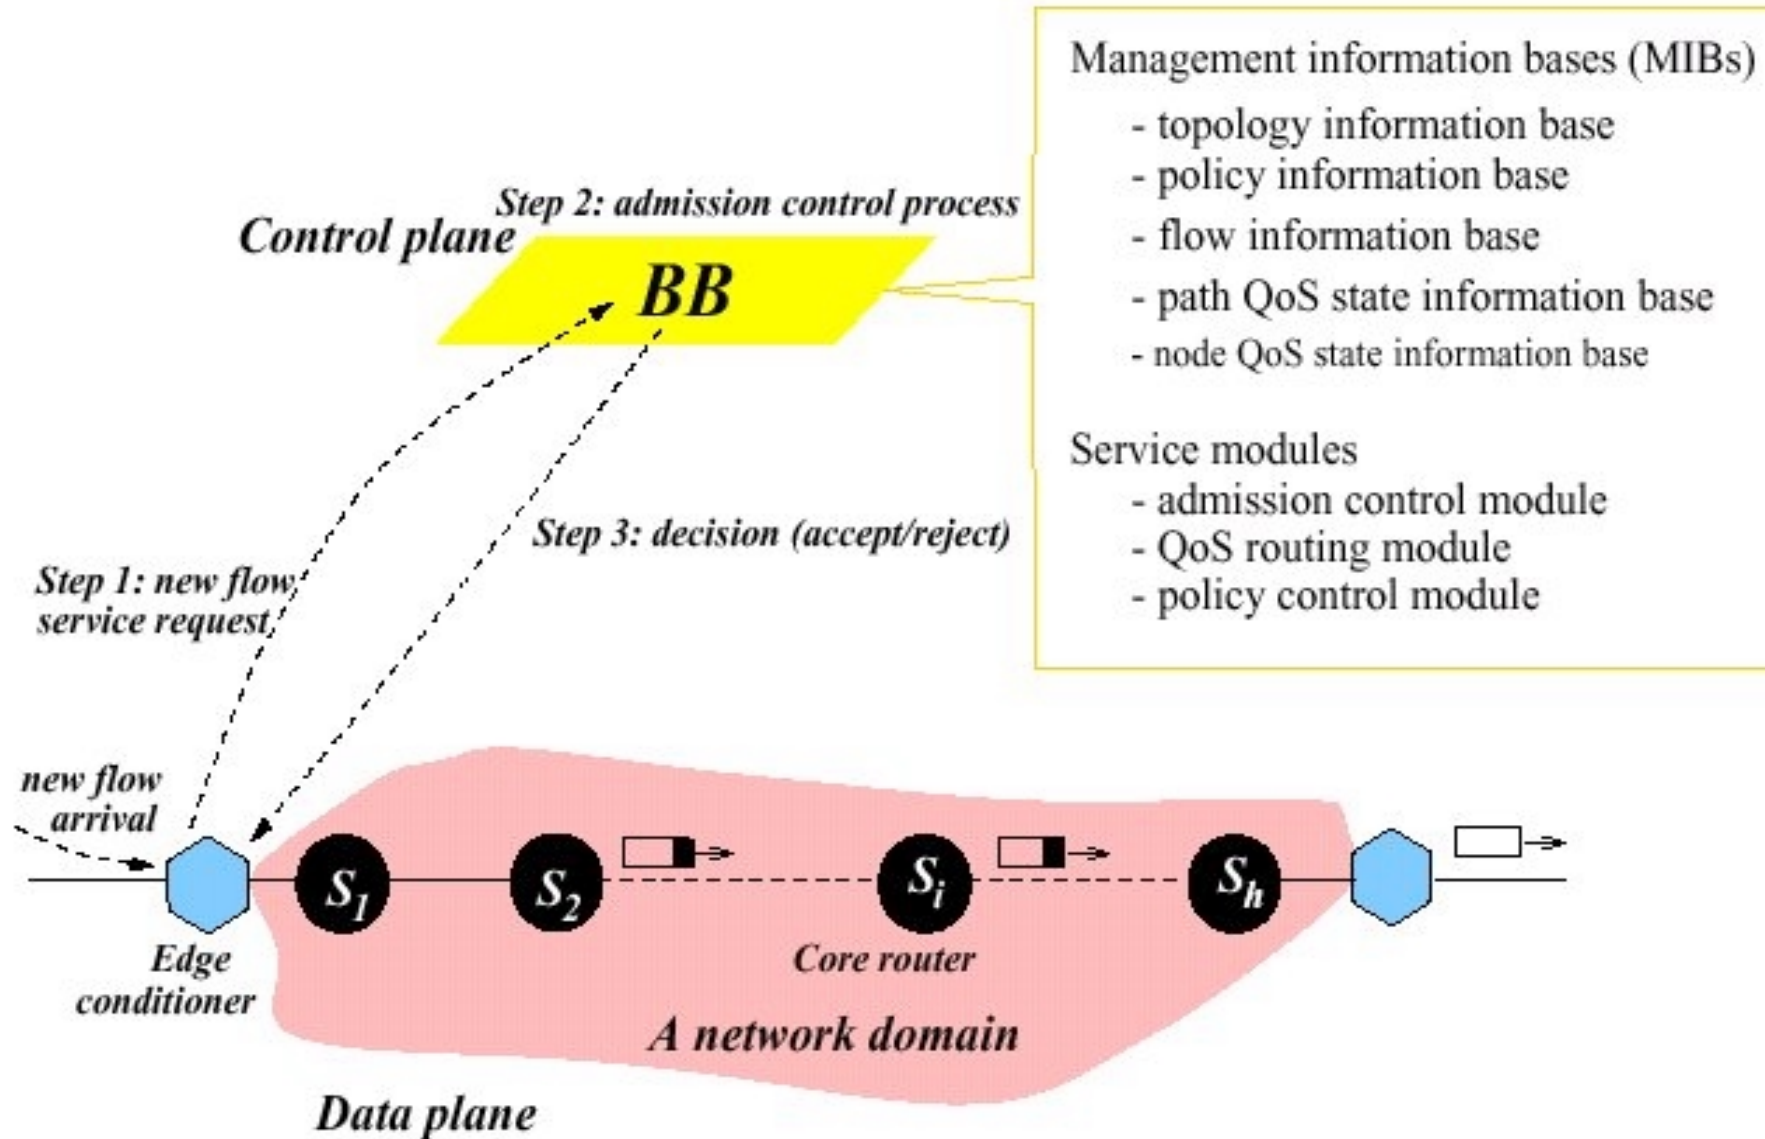 Management information bases (MIBs)
- topology information base
- policy information base
- flow information base
- path QoS state information base
- node QoS state information base
Service modules
- admission control module
- QoS routing module
- policy control module
Step 2: admission control process
Control plane
BB
Step 3: decision (accept/reject)
Step 1: new flow
service request
new flow
arrival
S1
S2
Si
Sh
Edge
conditioner
Core router
A network domain
Data plane